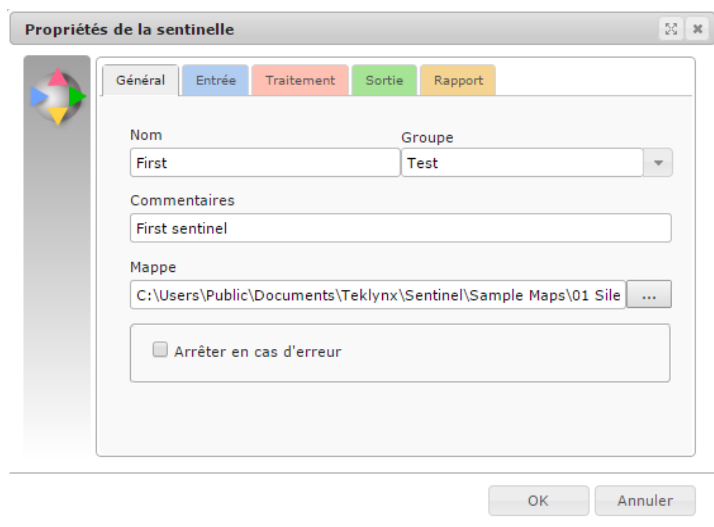 Propriétés de la sentinelle
Général Entrée Traitement Sortie Rapport
Nom Groupe
First Test
Commentaires
First sentinel
Mappe
C:\Users\Public\Documents\Teklynx\Sentinel\Sample Maps\01 Sile ...
Arrêter en cas d'erreur
OK Annuler